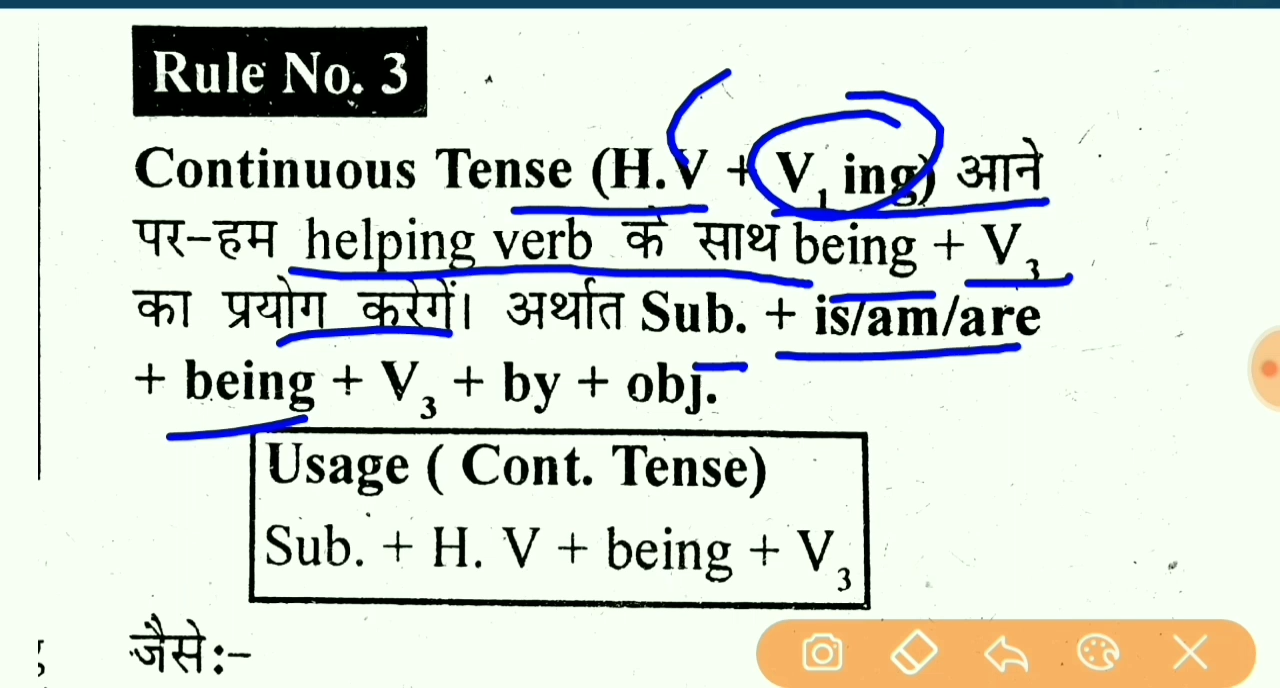 Rule No. 3
Continuous Tense (H.V + V₁ ing) आने
पर-हम helping verb के साथ being + V₃
का प्रयोग करेगें। अर्थात Sub. + is/am/are
+ being + V₃ + by + obj.
Usage ( Cont. Tense)
Sub. + H. V + being + V₃
जैसे:-